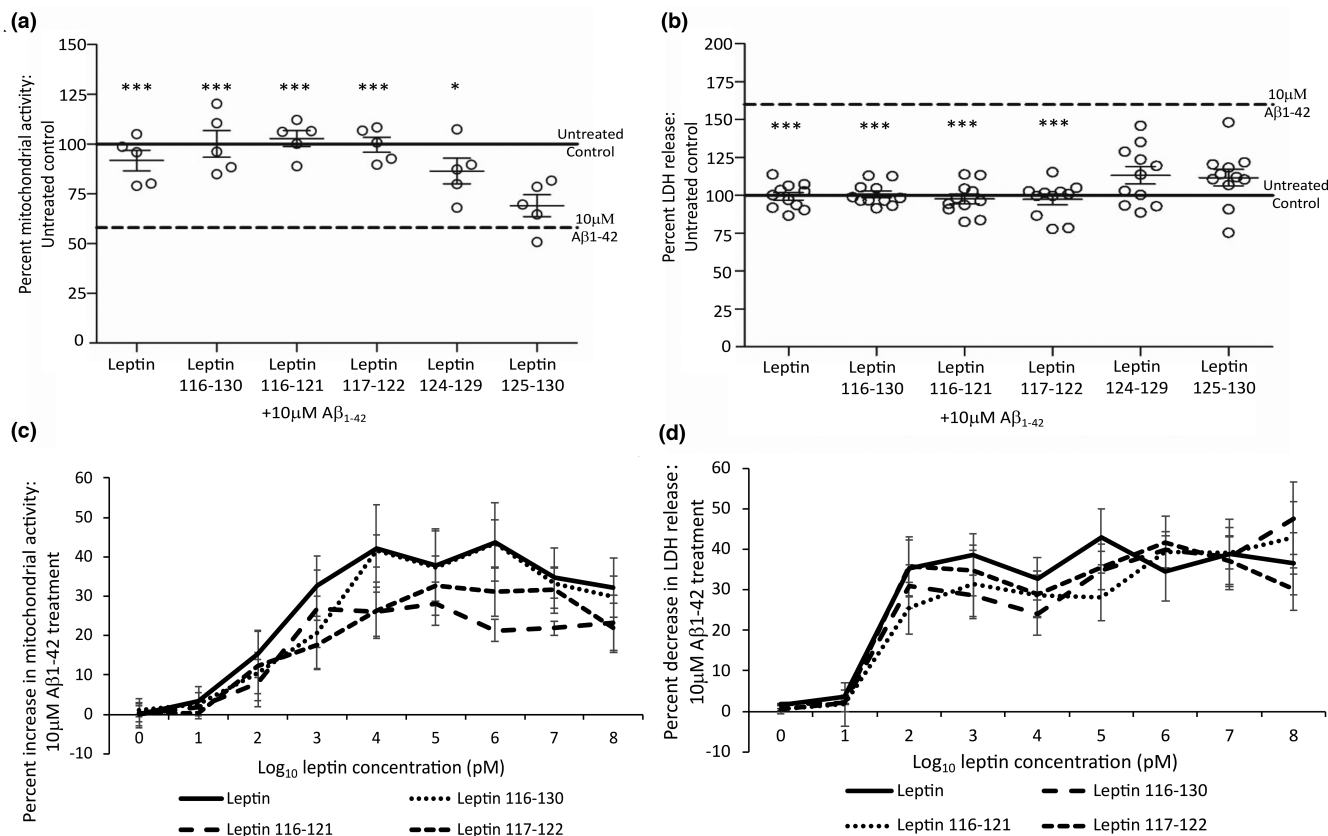 (a)
Percent mitochondrial activity:
Untreated control
150
125
100
75
50
25
0
*** *** *** *** *
Untreated
Control
10µM
Aβ1-42
Leptin Leptin Leptin Leptin Leptin Leptin
116-130 116-121 117-122 124-129 125-130
+10µM Aβ1-42
(b)
Percent LDH release:
Untreated control
200
175
150
125
100
75
50
25
0
*** *** *** ***
10µM
Aβ1-42
Untreated
Control
Leptin Leptin Leptin Leptin Leptin Leptin
116-130 116-121 117-122 124-129 125-130
+10µM Aβ1-42
(c)
Percent increase in mitochondrial activity:
10µM Aβ1-42 treatment
60
50
40
30
20
10
0
-10
0 1 2 3 4 5 6 7 8
Log10 leptin concentration (pM)
Leptin Leptin 116-130
Leptin 116-121 Leptin 117-122
(d)
Percent decrease in LDH release:
10µM Aβ1-42 treatment
60
50
40
30
20
10
0
-10
0 1 2 3 4 5 6 7 8
Log10 leptin concentration (pM)
Leptin Leptin 116-130
Leptin 116-121 Leptin 117-122